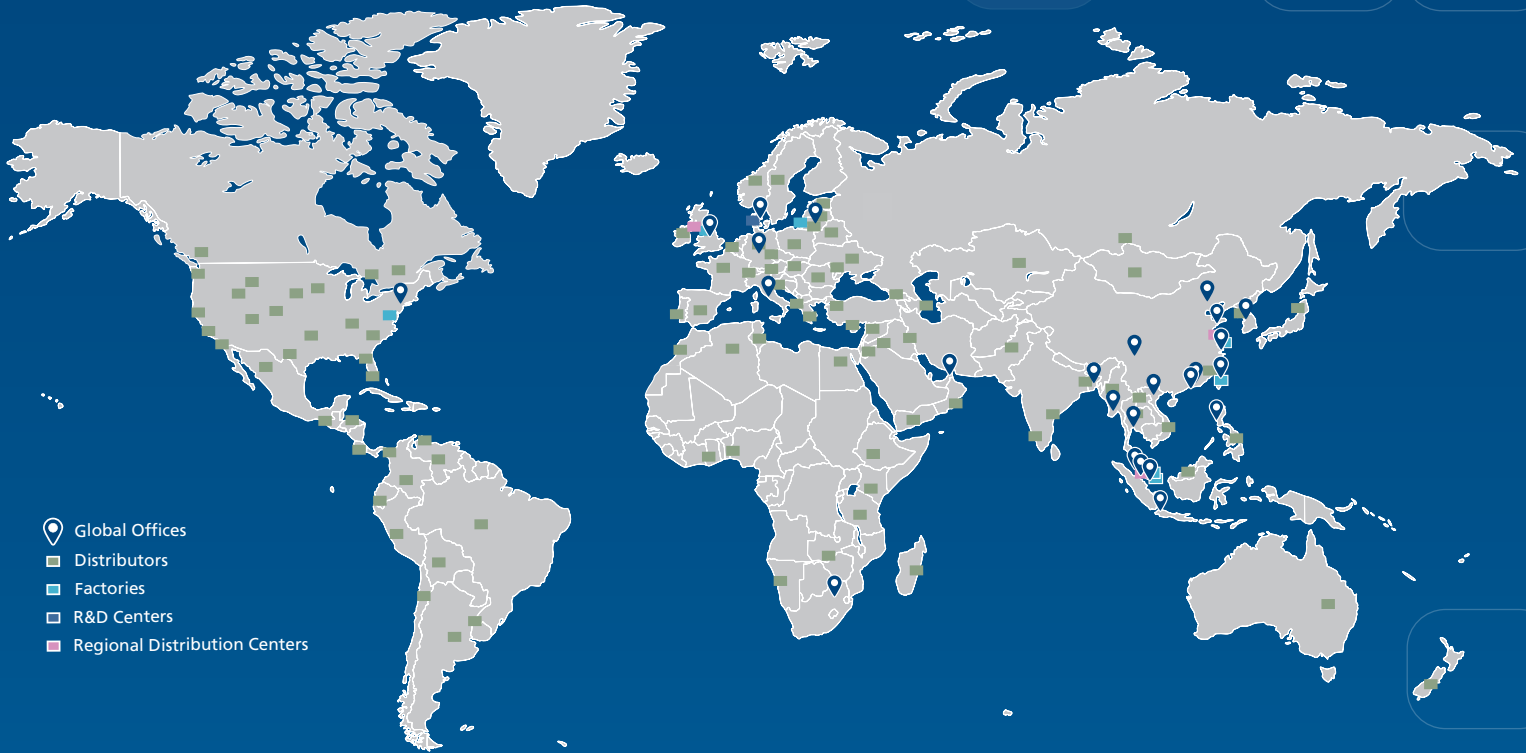 Global Offices
Distributors
Factories
R&D Centers
Regional Distribution Centers